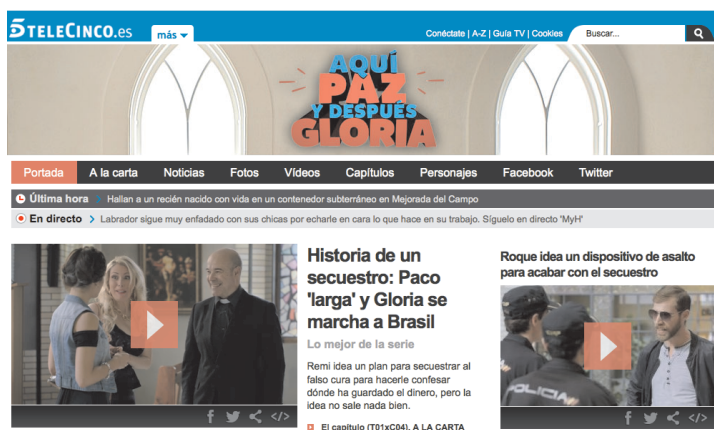 TELECINCO.es
más
Conéctate | A-Z | Guía TV | Cookies
Buscar...
AQUÍ
PAZ
Y DESPUÉS
GLORIA
Portada A la carta Noticias Fotos Vídeos Capítulos Personajes Facebook Twitter
Última hora Hallan a un recién nacido con vida en un contenedor subterráneo en Mejorada del Campo
En directo Labrador sigue muy enfadado con sus chicas por echarle en cara lo que hace en su trabajo. Síguelo en directo 'MyH'
Historia de un
secuestro: Paco
'larga' y Gloria se
marcha a Brasil
Lo mejor de la serie
Remi idea un plan para secuestrar al
falso cura para hacerle confesar
dónde ha guardado el dinero, pero la
idea no sale nada bien.
El capítulo (T01xC04), A LA CARTA
Roque idea un dispositivo de asalto
para acabar con el secuestro
POLICIA